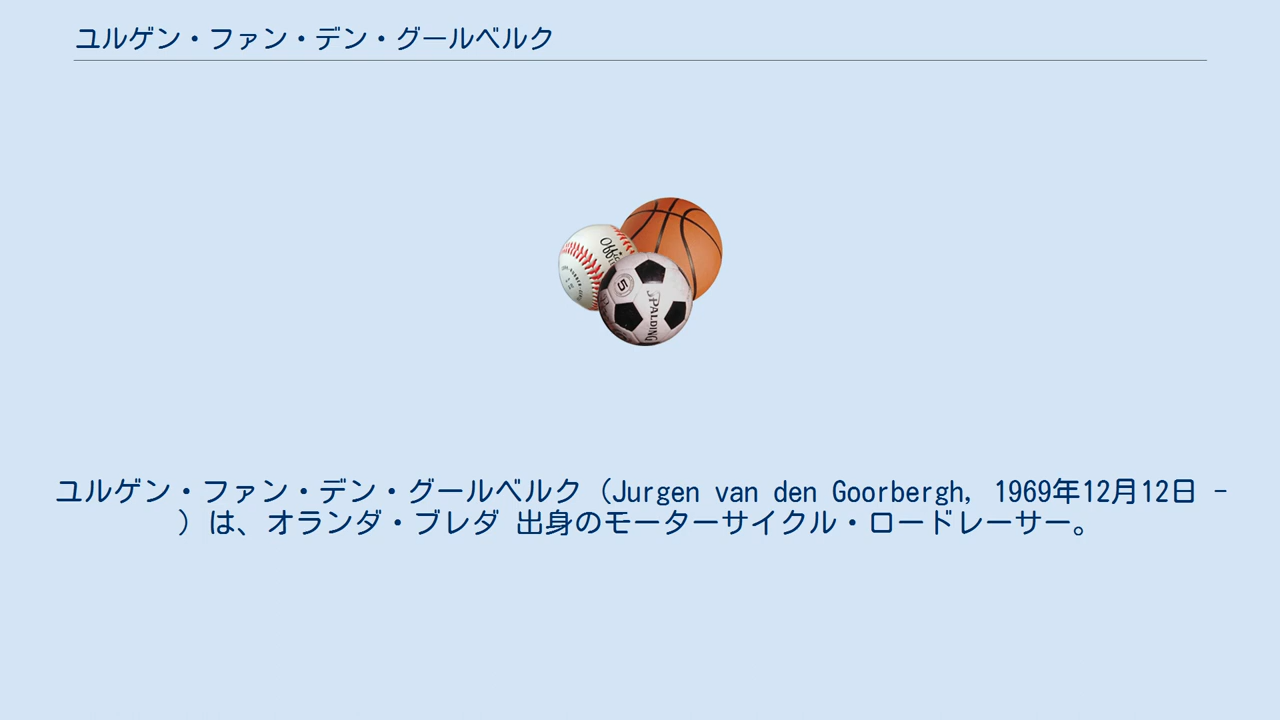 ユルゲン・ファン・デン・グールベルク
Offi
5
SPALDING
ユルゲン・ファン・デン・グールベルク（Jurgen van den Goorbergh, 1969年12月12日 -
）は、オランダ・ブレダ 出身のモーターサイクル・ロードレーサー。